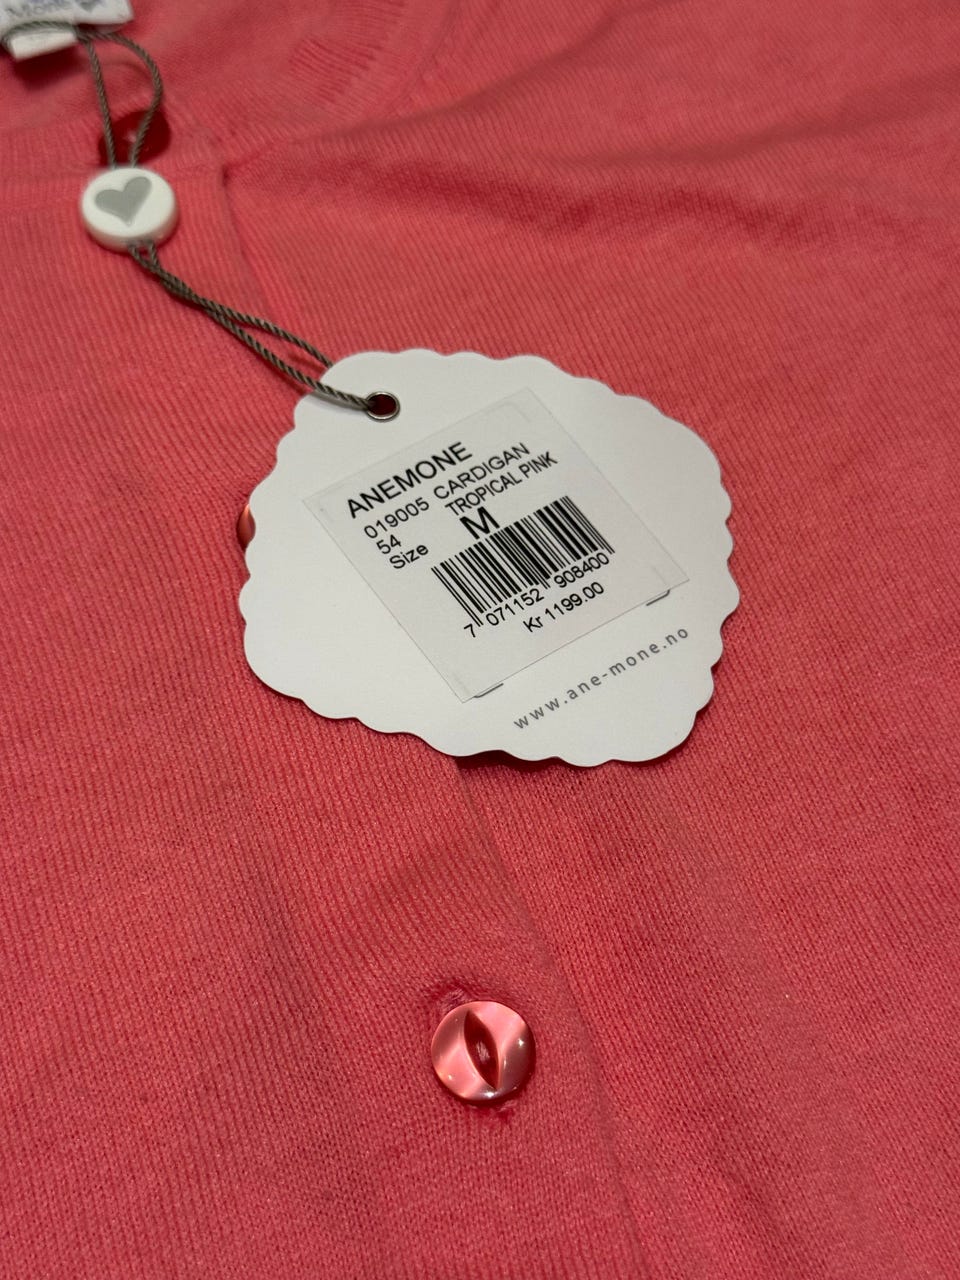 ANEMONE
019005 CARDIGAN
54 TROPICAL PINK
Size M
7 071152 908400
Kr 1199.00
www.ane-mone.no